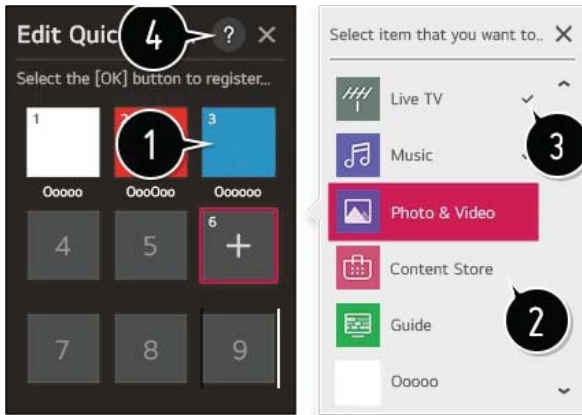 Edit Quic
4
?
Select the [OK] button to register...
1
3
1
Ooooo
OooOoo
Oooooo
4
5
6
7
8
9
Select item that you want to..
Live TV
3
Music
Photo & Video
Content Store
2
Guide
Ooooo